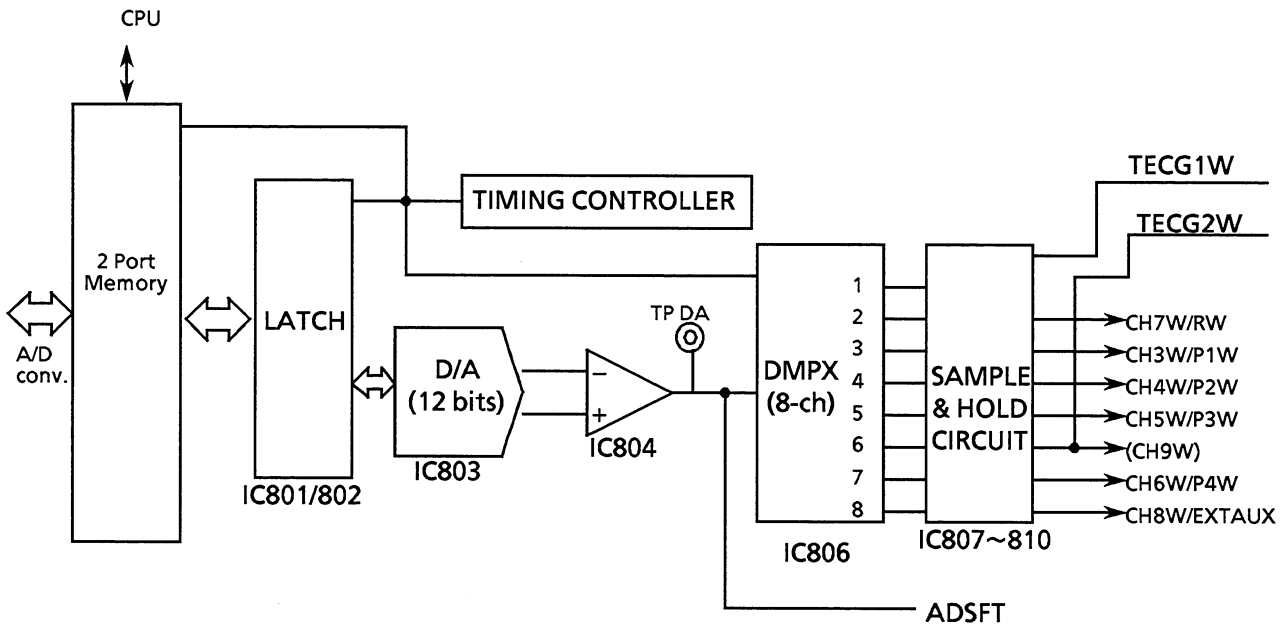 CPU
TECG1W
TIMING CONTROLLER
TECG2W
2 Port
Memory
1
2
3
4
5
6
7
8
TP DA
LATCH
A/D
conv.
D/A
(12 bits)
−
+
DMPX
(8-ch)
SAMPLE
& HOLD
CIRCUIT
CH7W/RW
CH3W/P1W
CH4W/P2W
CH5W/P3W
(CH9W)
CH6W/P4W
CH8W/EXTAUX
IC804
IC803
IC801/802
IC806
IC807~810
ADSFT